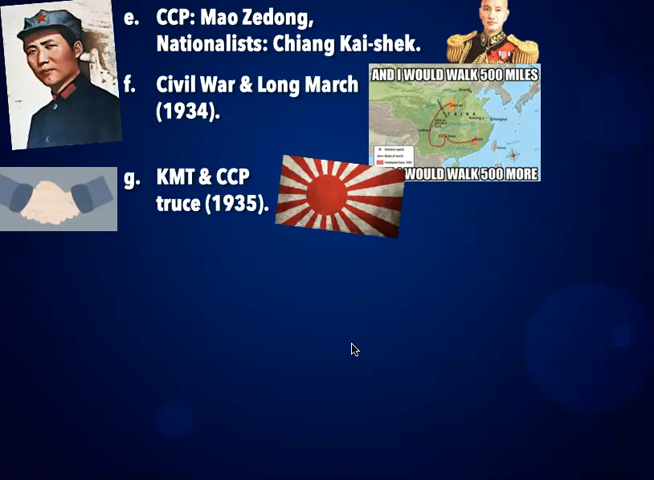 e. CCP: Mao Zedong,
Nationalists: Chiang Kai-shek.
f. Civil War & Long March
(1934).
AND I WOULD WALK 500 MILES
CHINA
WOULD WALK 500 MORE
g. KMT & CCP
truce (1935).